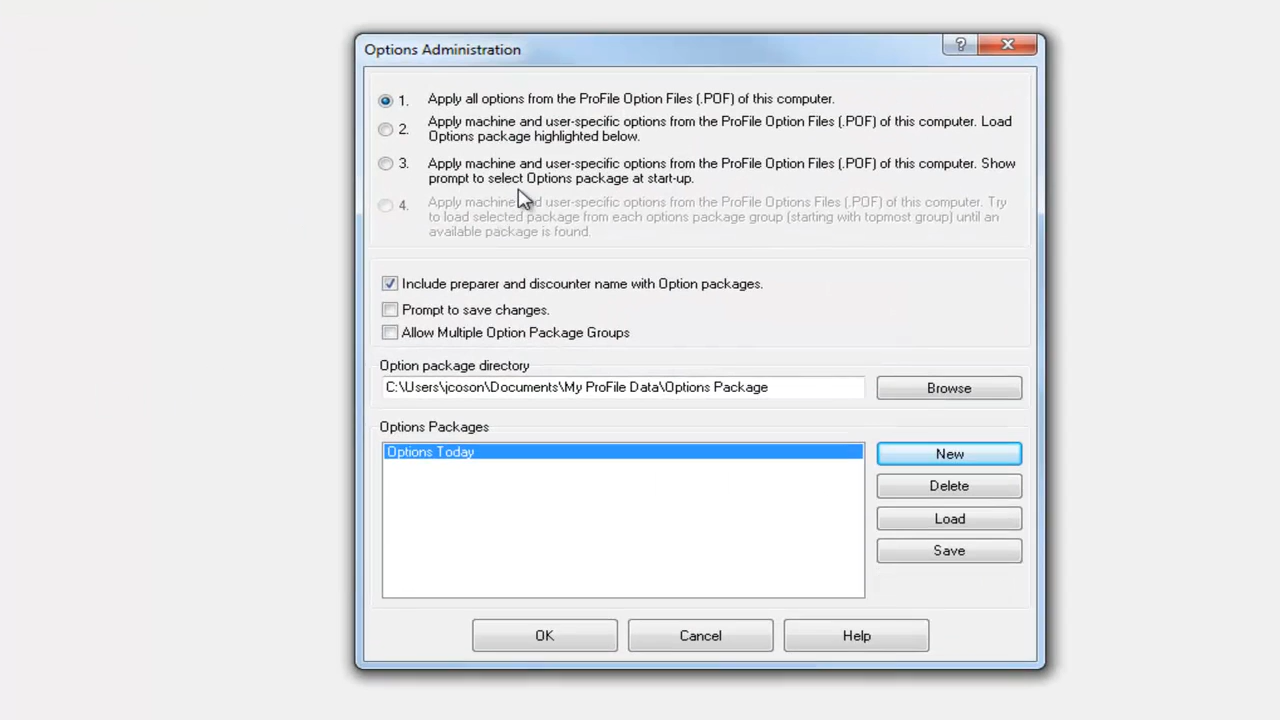 Options Administration
1. Apply all options from the ProFile Option Files (.POF) of this computer.
2. Apply machine and user-specific options from the ProFile Option Files (.POF) of this computer. Load
Options package highlighted below.
3. Apply machine and user-specific options from the ProFile Option Files (.POF) of this computer. Show
prompt to select Options package at start-up.
4. Apply machine and user-specific options from the ProFile Options Files (.POF) of this computer. Try
to load selected package from each options package group (starting with topmost group) until an
available package is found.
Include preparer and discounter name with Option packages.
Prompt to save changes.
Allow Multiple Option Package Groups
Option package directory
C:\Users\jcoson\Documents\My ProFile Data\Options Package
Browse
Options Packages
Options Today
New
Delete
Load
Save
OK
Cancel
Help